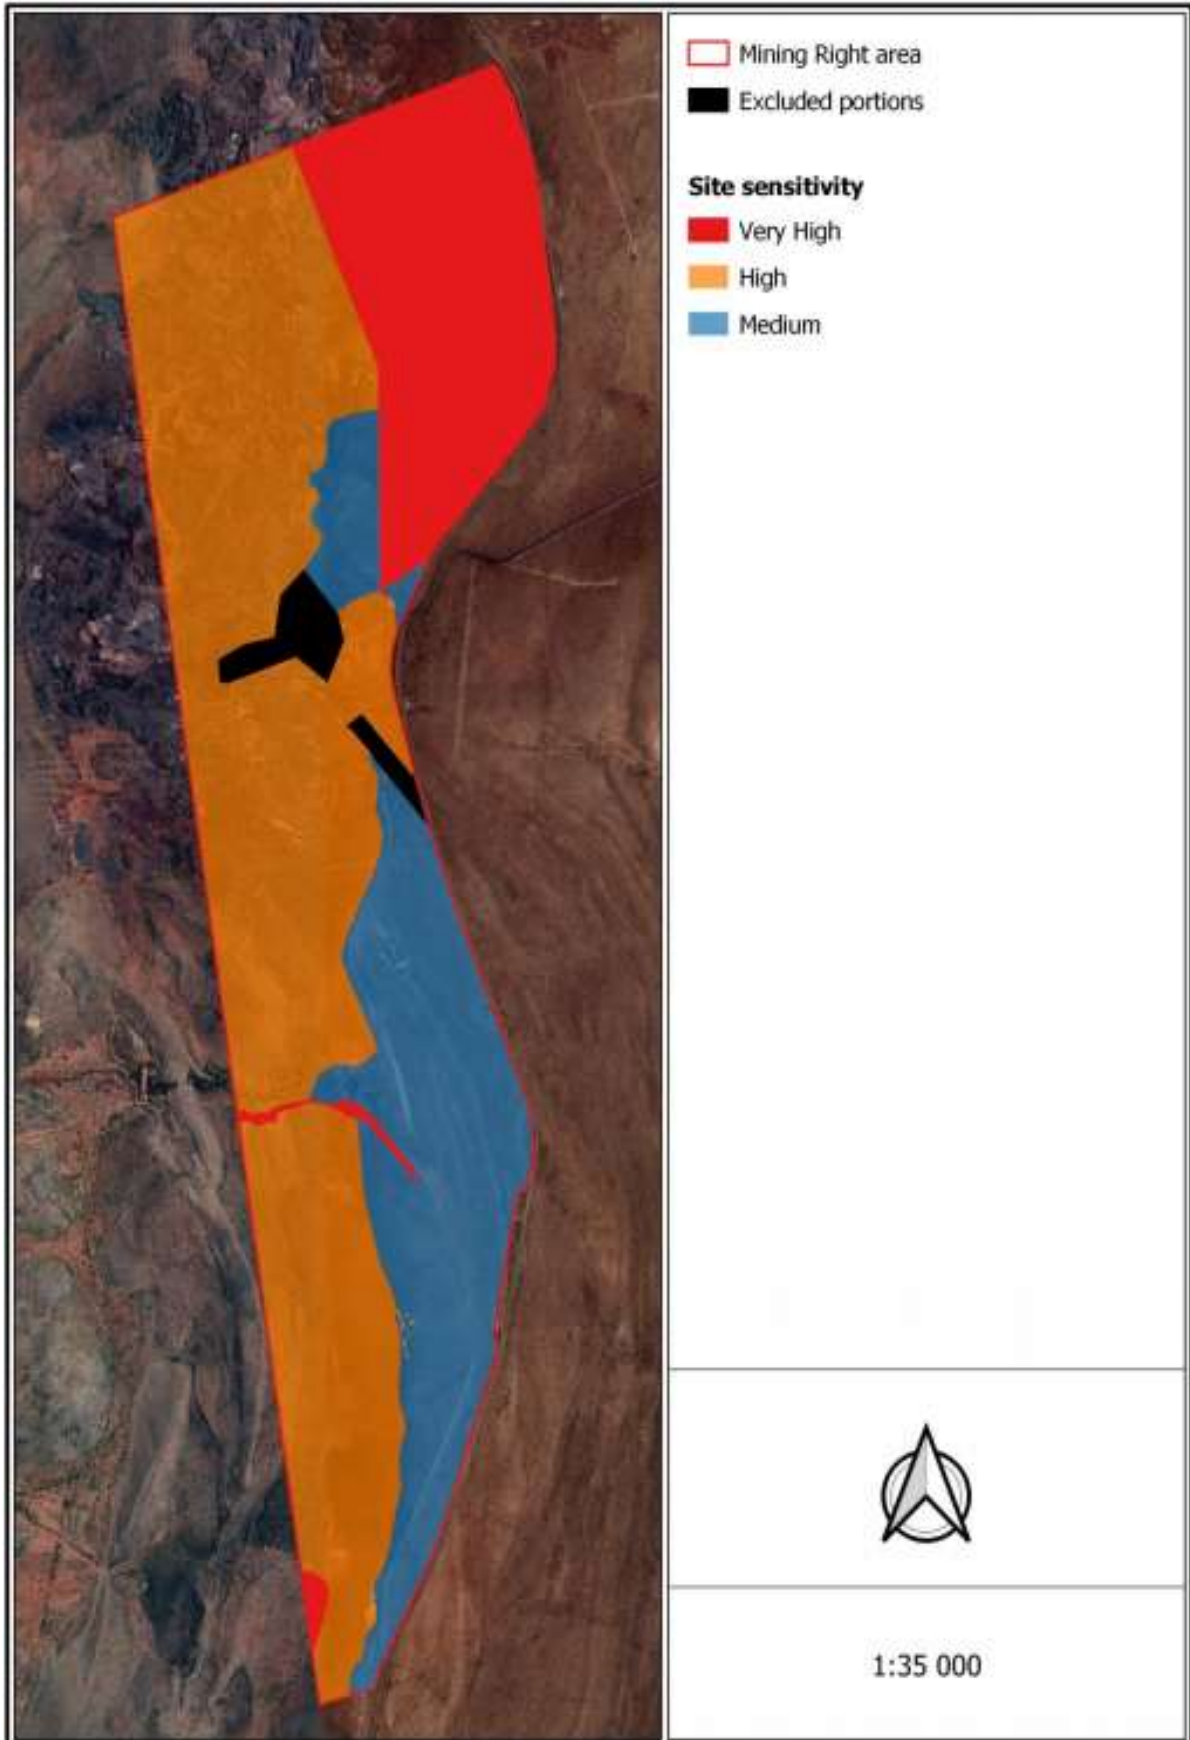 Mining Right area
Excluded portions
Site sensitivity
Very High
High
Medium
1:35 000